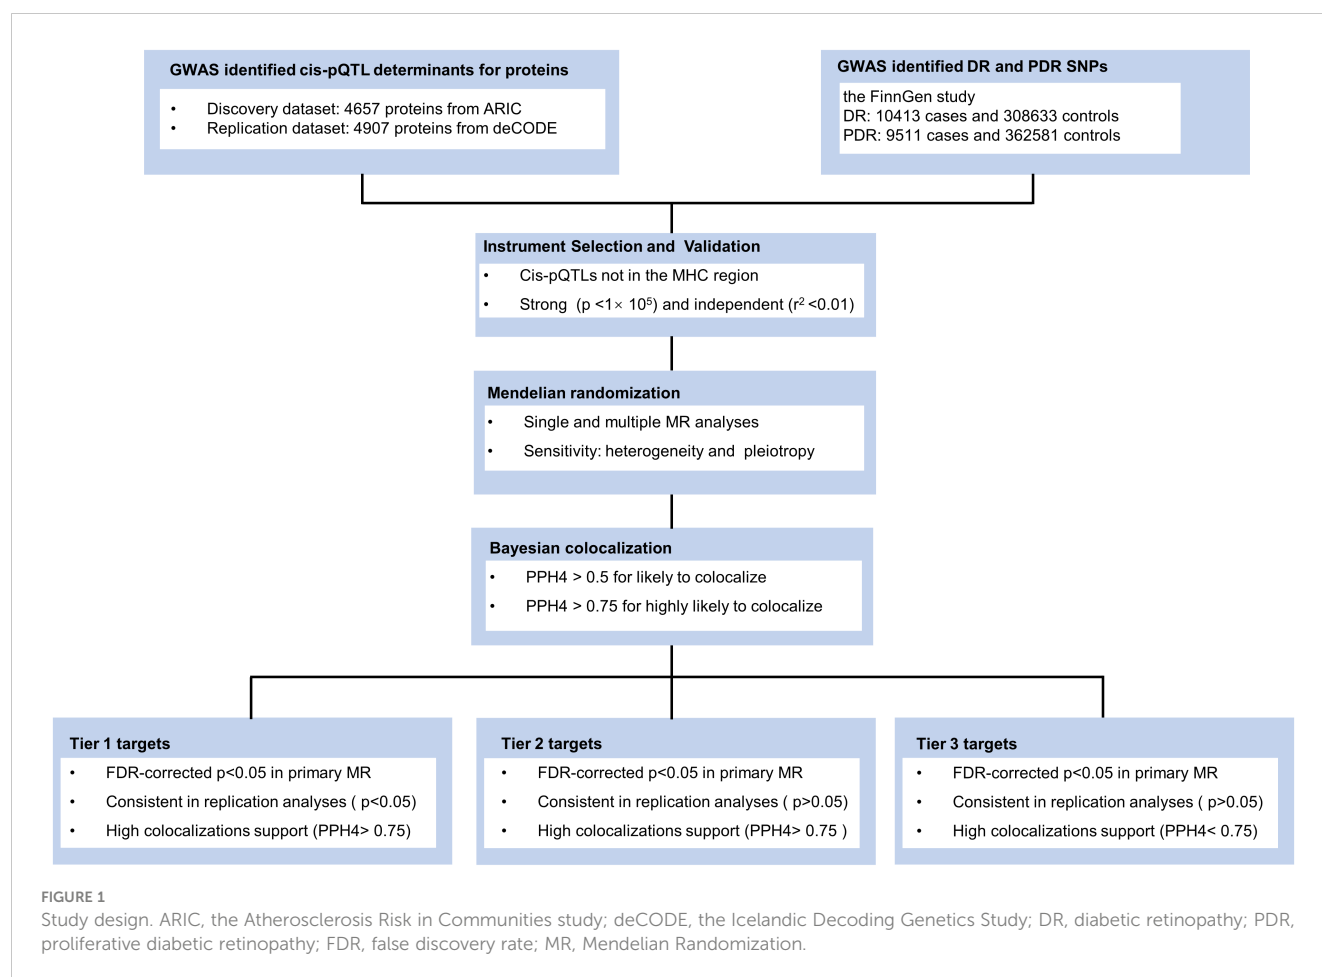 GWAS identified cis-pQTL determinants for proteins
• Discovery dataset: 4657 proteins from ARIC
• Replication dataset: 4907 proteins from deCODE
GWAS identified DR and PDR SNPs
the FinnGen study
DR: 10413 cases and 308633 controls
PDR: 9511 cases and 362581 controls
Instrument Selection and Validation
• Cis-pQTLs not in the MHC region
• Strong (p <1× 10⁵) and independent (r² <0.01)
Mendelian randomization
• Single and multiple MR analyses
• Sensitivity: heterogeneity and pleiotropy
Bayesian colocalization
• PPH4 > 0.5 for likely to colocalize
• PPH4 > 0.75 for highly likely to colocalize
Tier 1 targets
• FDR-corrected p<0.05 in primary MR
• Consistent in replication analyses ( p<0.05)
• High colocalizations support (PPH4> 0.75)
Tier 2 targets
• FDR-corrected p<0.05 in primary MR
• Consistent in replication analyses ( p>0.05)
• High colocalizations support (PPH4> 0.75 )
Tier 3 targets
• FDR-corrected p<0.05 in primary MR
• Consistent in replication analyses ( p>0.05)
• High colocalizations support (PPH4< 0.75)
FIGURE 1
Study design. ARIC, the Atherosclerosis Risk in Communities study; deCODE, the Icelandic Decoding Genetics Study; DR, diabetic retinopathy; PDR,
proliferative diabetic retinopathy; FDR, false discovery rate; MR, Mendelian Randomization.